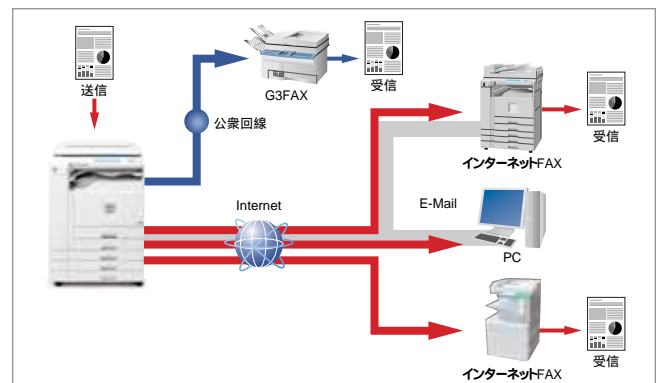 送信
G3FAX
受信
公衆回線
インターネットFAX
受信
Internet
E-Mail
PC
インターネットFAX
受信